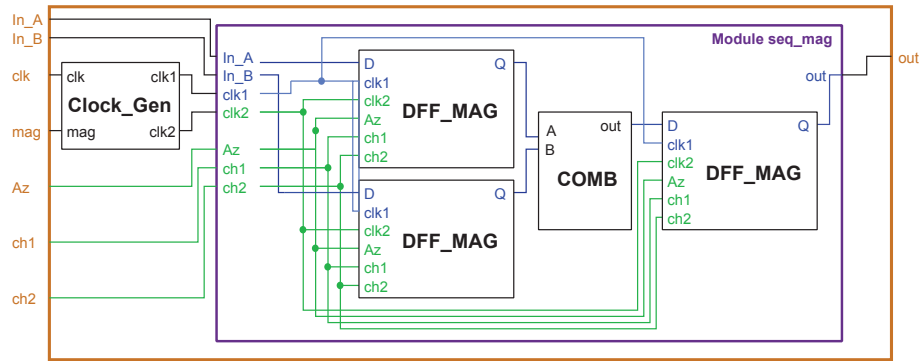 In_A
In_B
clk
mag
Az
ch1
ch2
clk clk1
Clock_Gen
mag clk2
Module seq_mag
In_A
In_B
clk1
clk2
Az
ch1
ch2
D Q
clk1
clk2
DFF_MAG
Az
ch1
ch2
D Q
clk1
clk2
DFF_MAG
Az
ch1
ch2
out
A
B
COMB
D Q
clk1
clk2
DFF_MAG
Az
ch1
ch2
out
out